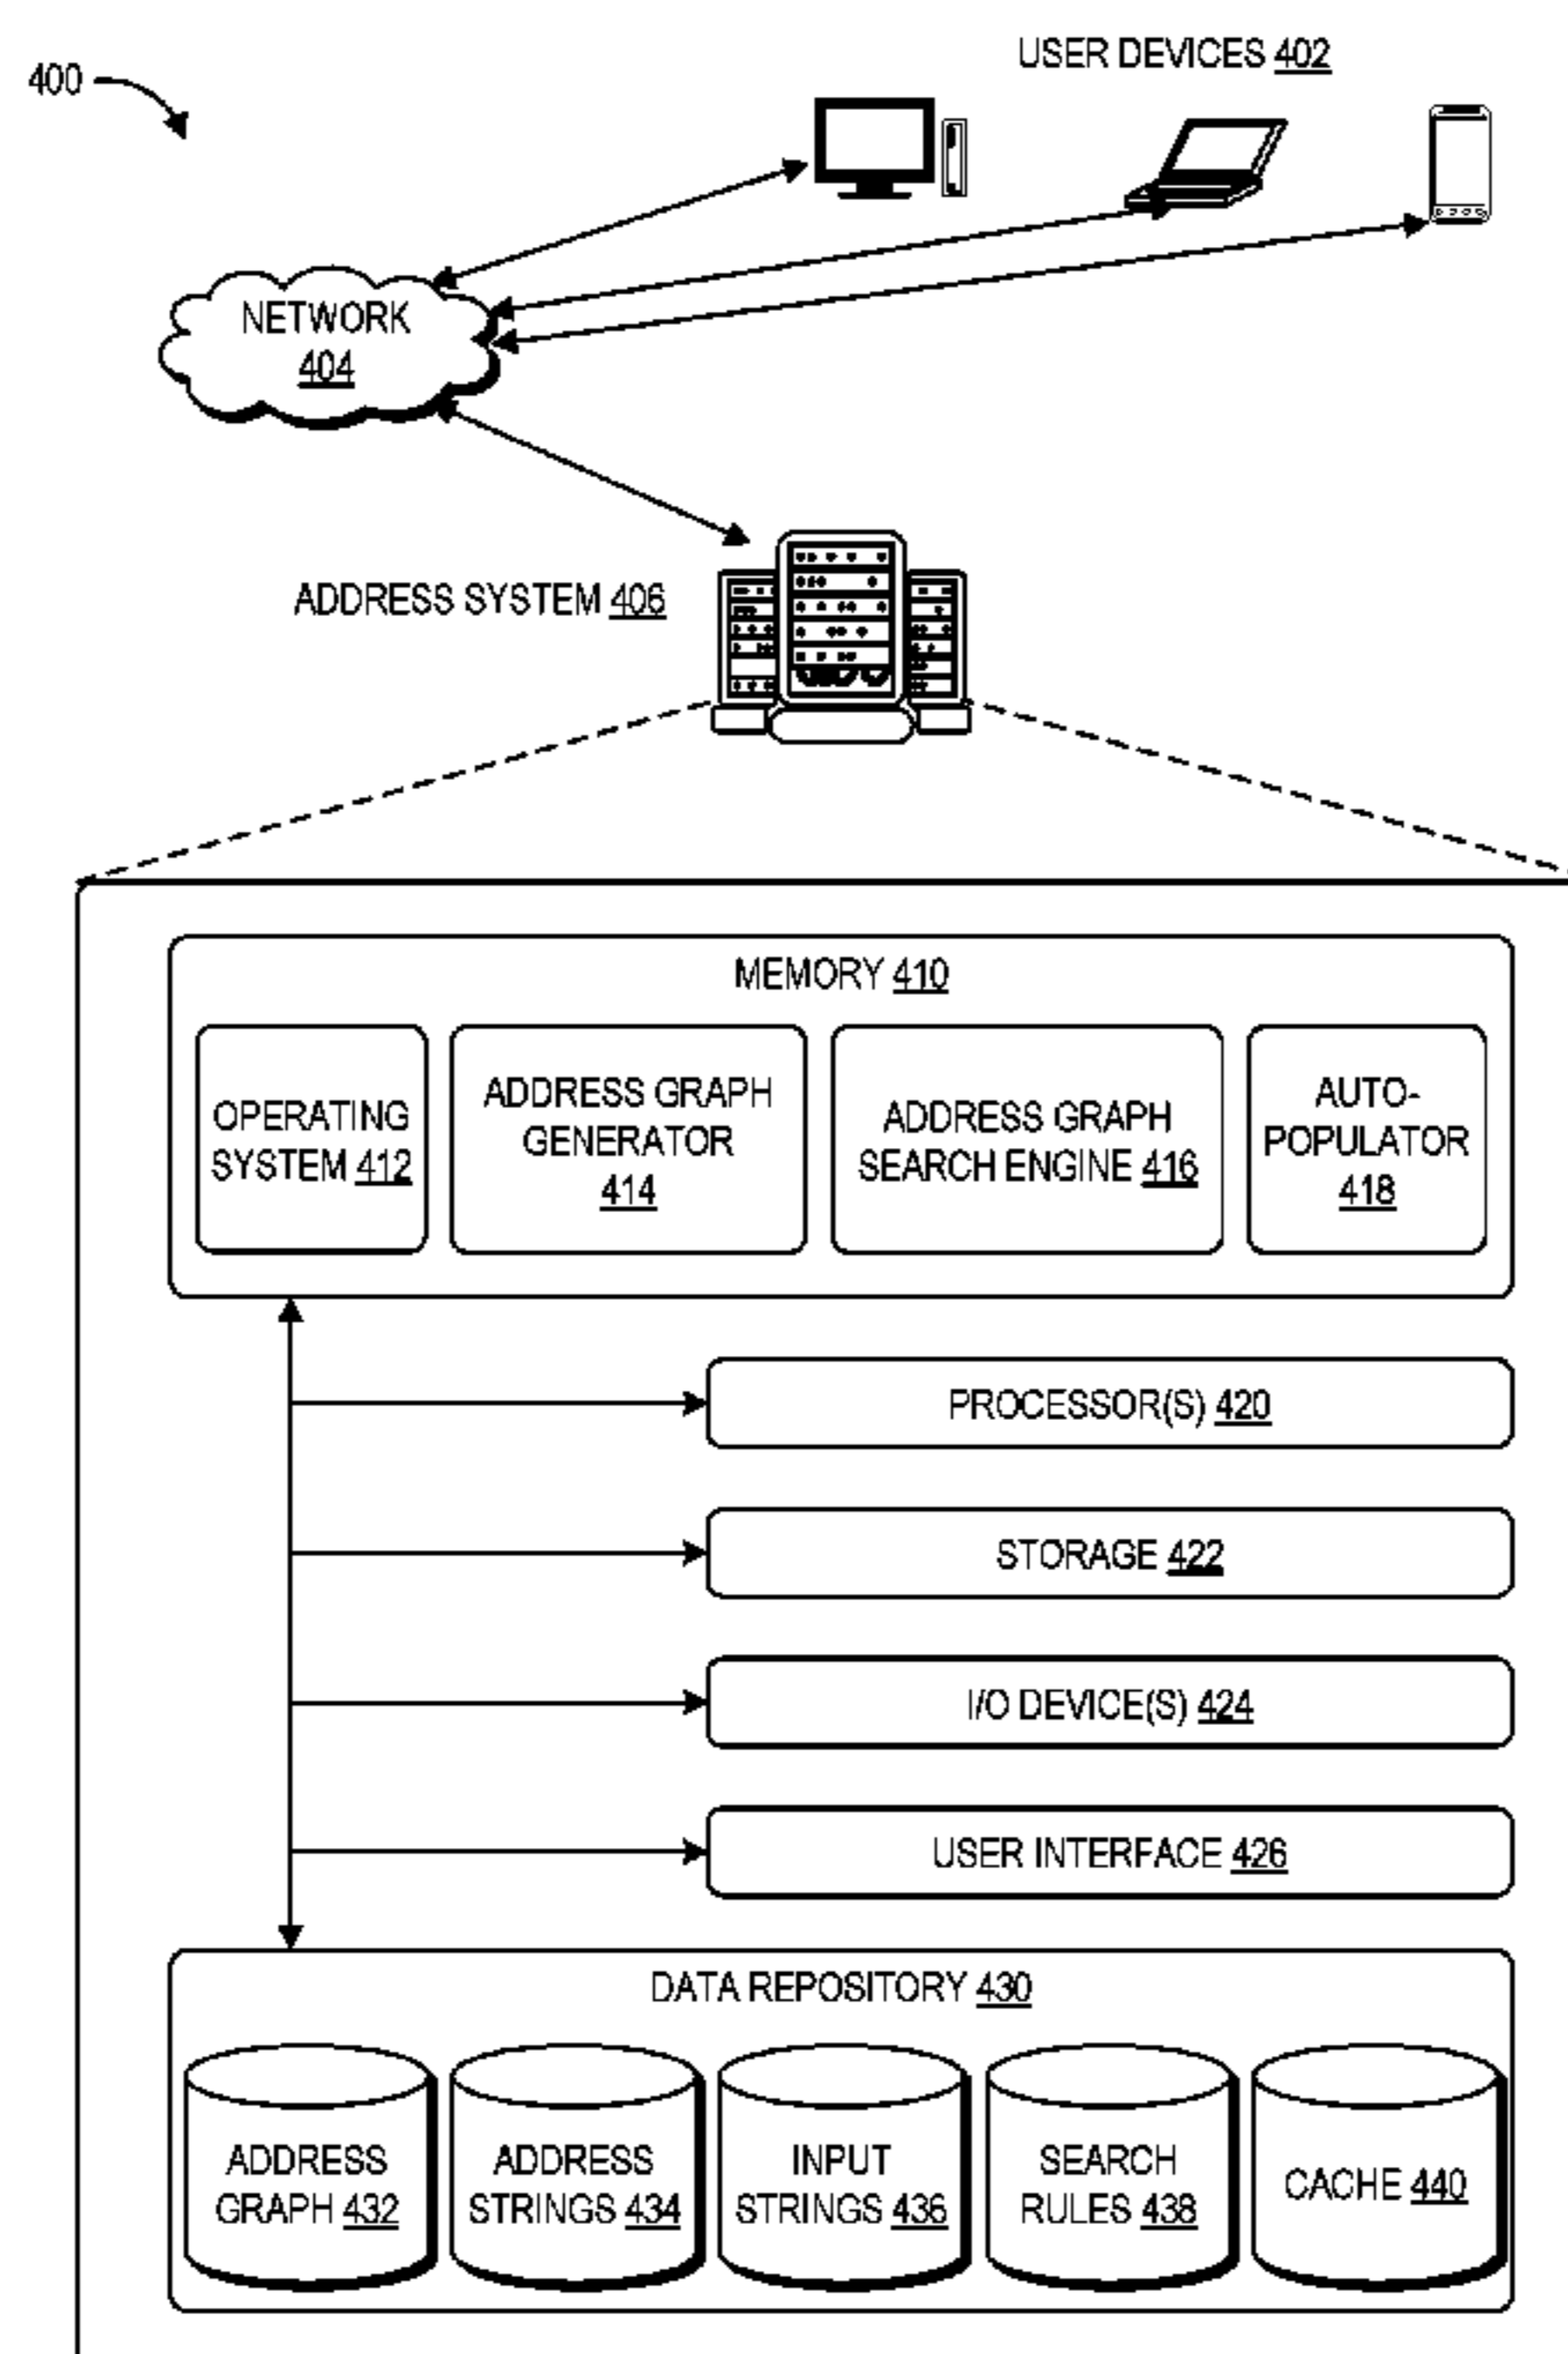 400
USER DEVICES 402
NETWORK
404
ADDRESS SYSTEM 406
MEMORY 410
OPERATING
SYSTEM 412
ADDRESS GRAPH
GENERATOR
414
ADDRESS GRAPH
SEARCH ENGINE 416
AUTO-
POPULATOR
418
PROCESSOR(S) 420
STORAGE 422
I/O DEVICE(S) 424
USER INTERFACE 426
DATA REPOSITORY 430
ADDRESS
GRAPH 432
ADDRESS
STRINGS 434
INPUT
STRINGS 436
SEARCH
RULES 438
CACHE 440